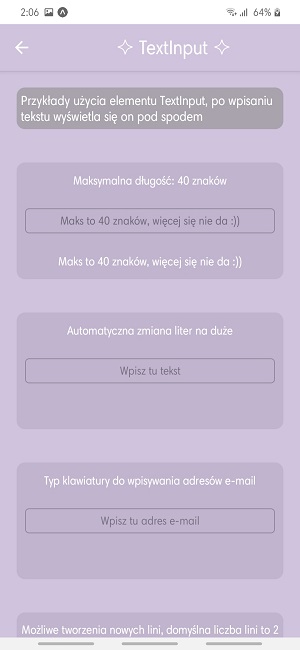 2:06
64%
TextInput
Przykłady użycia elementu TextInput, po wpisaniu
tekstu wyświetla się on pod spodem
Maksymalna długość: 40 znaków
Maks to 40 znaków, więcej się nie da :))
Maks to 40 znaków, więcej się nie da :))
Automatyczna zmiana liter na duże
Wpisz tu tekst
Typ klawiatury do wpisywania adresów e-mail
Wpisz tu adres e-mail
Możliwe tworzenia nowych lini, domyślna liczba lini to 2